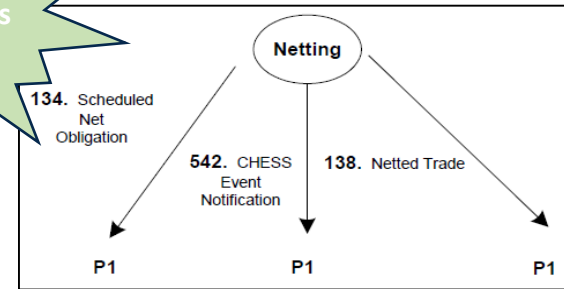 s
Netting
134. Scheduled
Net
Obligation
542. CHESS
Event
Notification
138. Netted Trade
P1
P1
P1